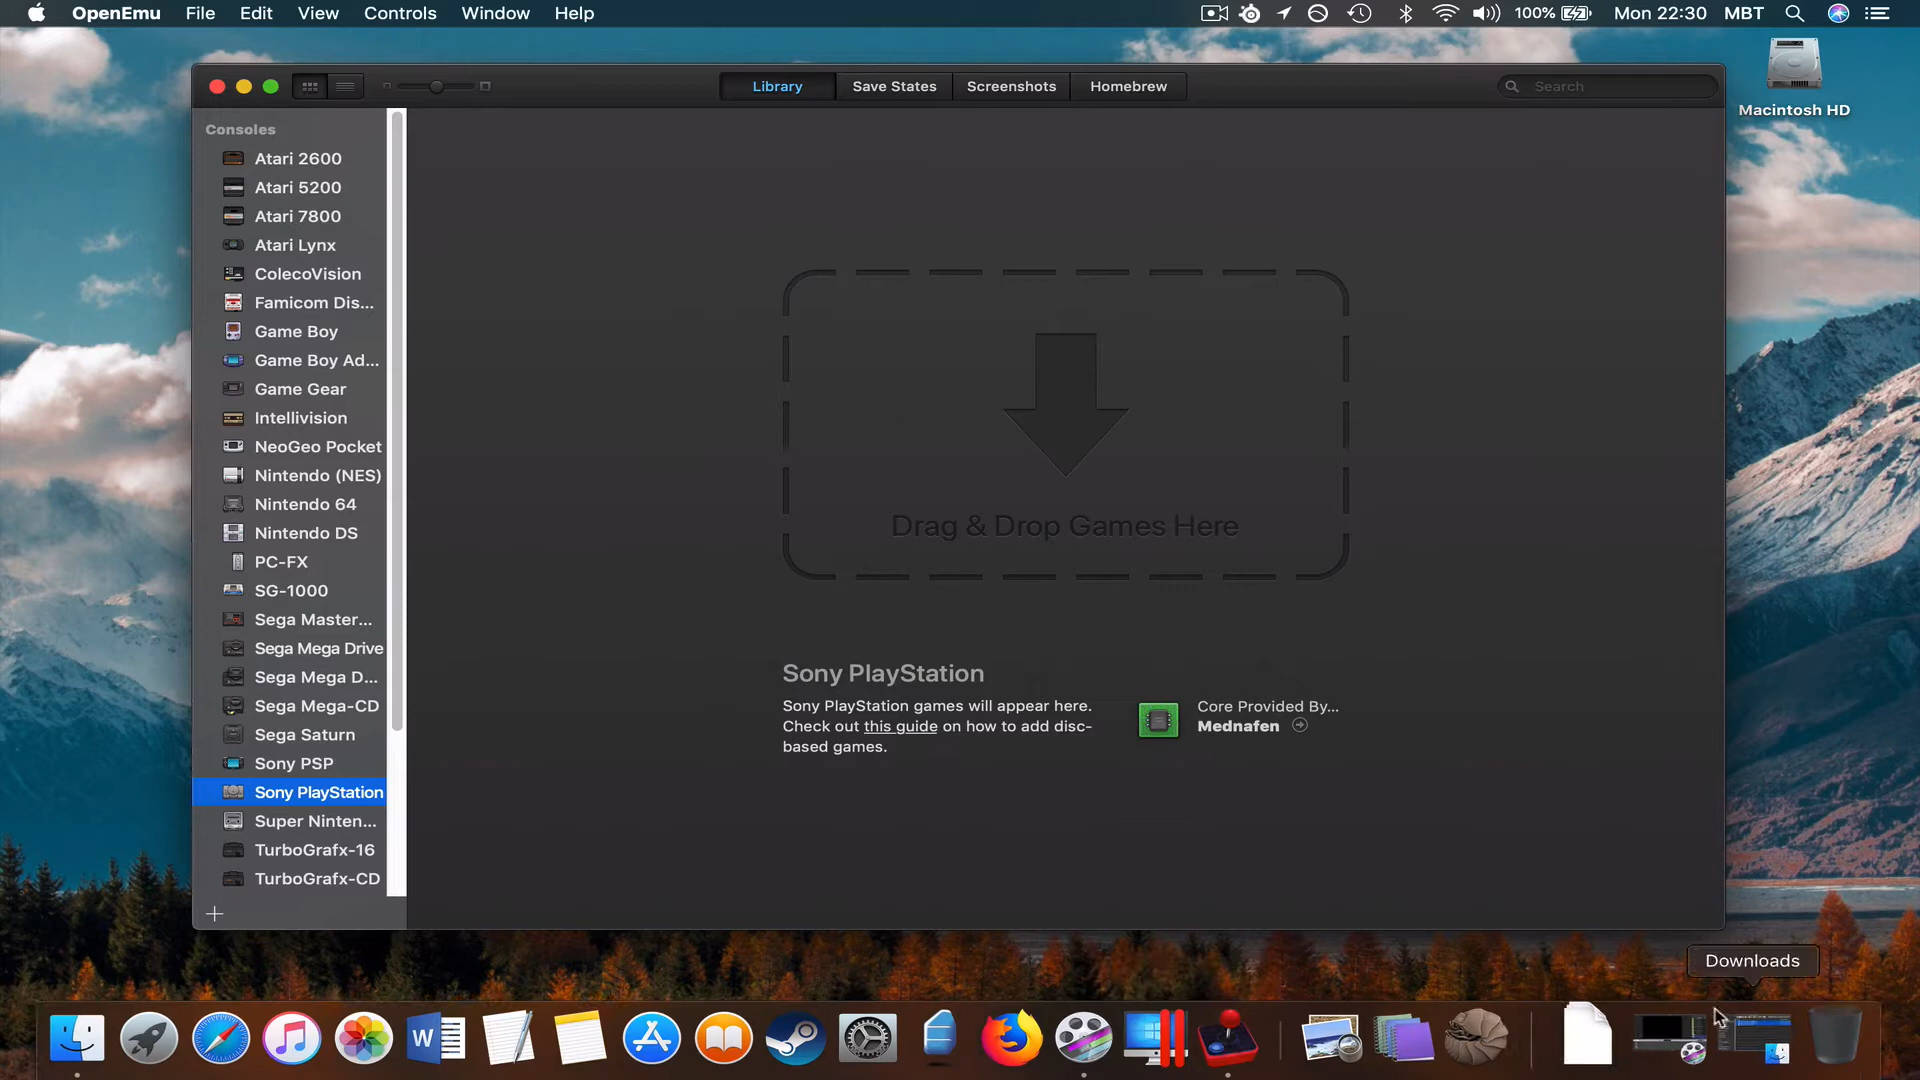 OpenEmu File Edit View Controls Window Help 100% Mon 22:30 MBT
Macintosh HD
Library Save States Screenshots Homebrew Search
Consoles
Atari 2600
Atari 5200
Atari 7800
Atari Lynx
ColecoVision
Famicom Dis...
Game Boy
Game Boy Ad...
Game Gear
Intellivision
NeoGeo Pocket
Nintendo (NES)
Nintendo 64
Nintendo DS
PC-FX
SG-1000
Sega Master...
Sega Mega Drive
Sega Mega D...
Sega Mega-CD
Sega Saturn
Sony PSP
Sony PlayStation
Super Ninten...
TurboGrafx-16
TurboGrafx-CD
Drag & Drop Games Here
Sony PlayStation
Sony PlayStation games will appear here.
Check out this guide on how to add disc-
based games.
Core Provided By...
Mednafen
Downloads